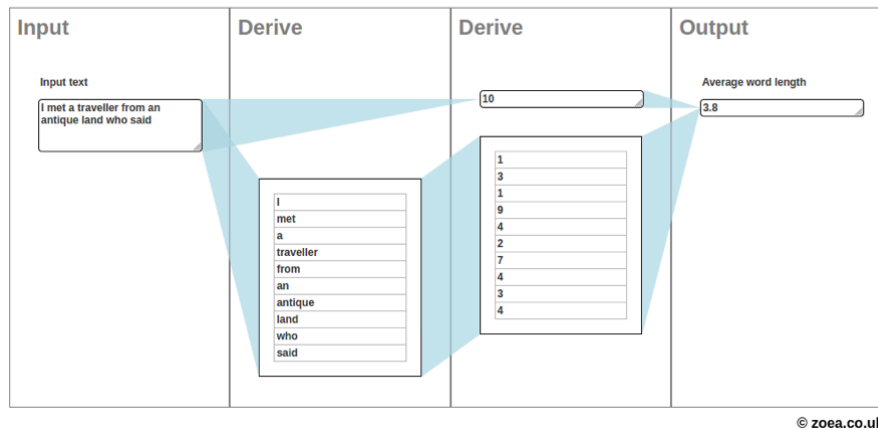 Input
Derive
Derive
Output
Input text
I met a traveller from an
antique land who said
I
met
a
traveller
from
an
antique
land
who
said
10
1
3
1
9
4
2
7
4
3
4
Average word length
3.8
© zoea.co.uk